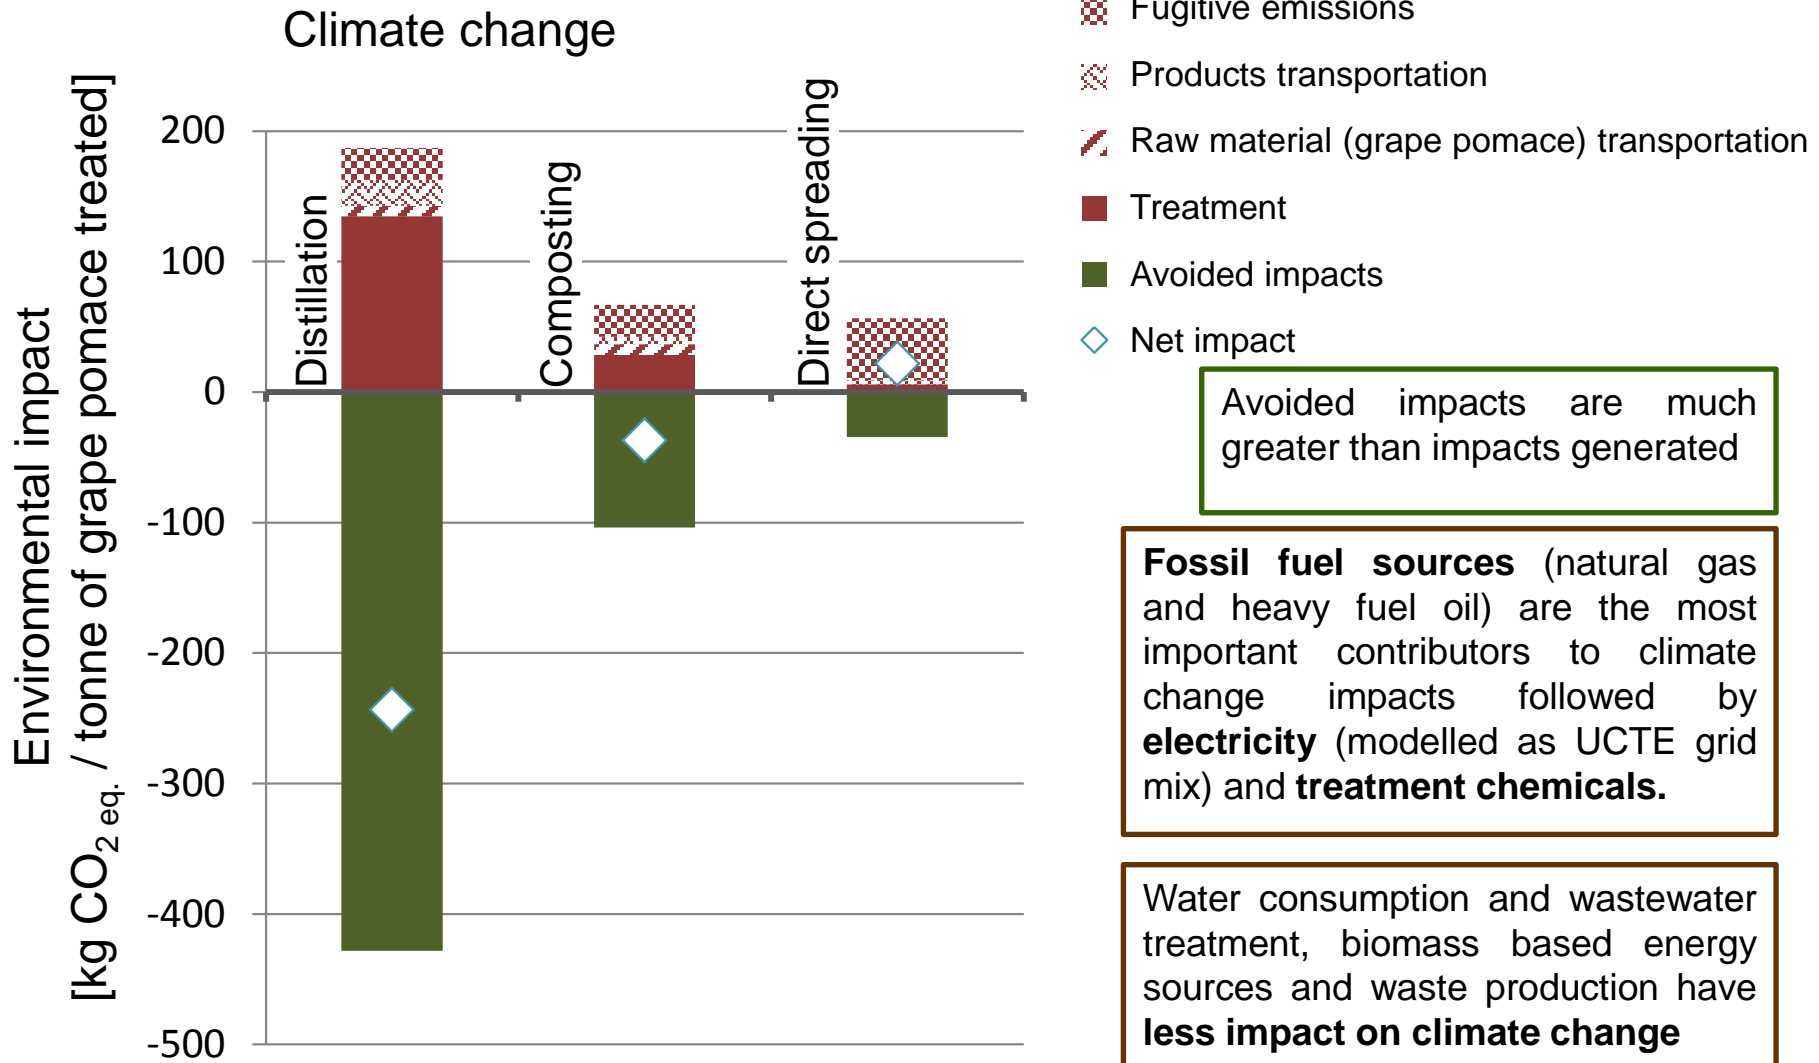 Climate change
Environmental impact
[kg CO2 eq. / tonne of grape pomace treated]
200
100
0
-100
-200
-300
-400
-500
Distillation
Composting
Direct spreading
Fugitive emissions
Products transportation
Raw material (grape pomace) transportation
Treatment
Avoided impacts
Net impact
Avoided impacts are much
greater than impacts generated
Fossil fuel sources (natural gas
and heavy fuel oil) are the most
important contributors to climate
change impacts followed by
electricity (modelled as UCTE grid
mix) and treatment chemicals.
Water consumption and wastewater
treatment, biomass based energy
sources and waste production have
less impact on climate change